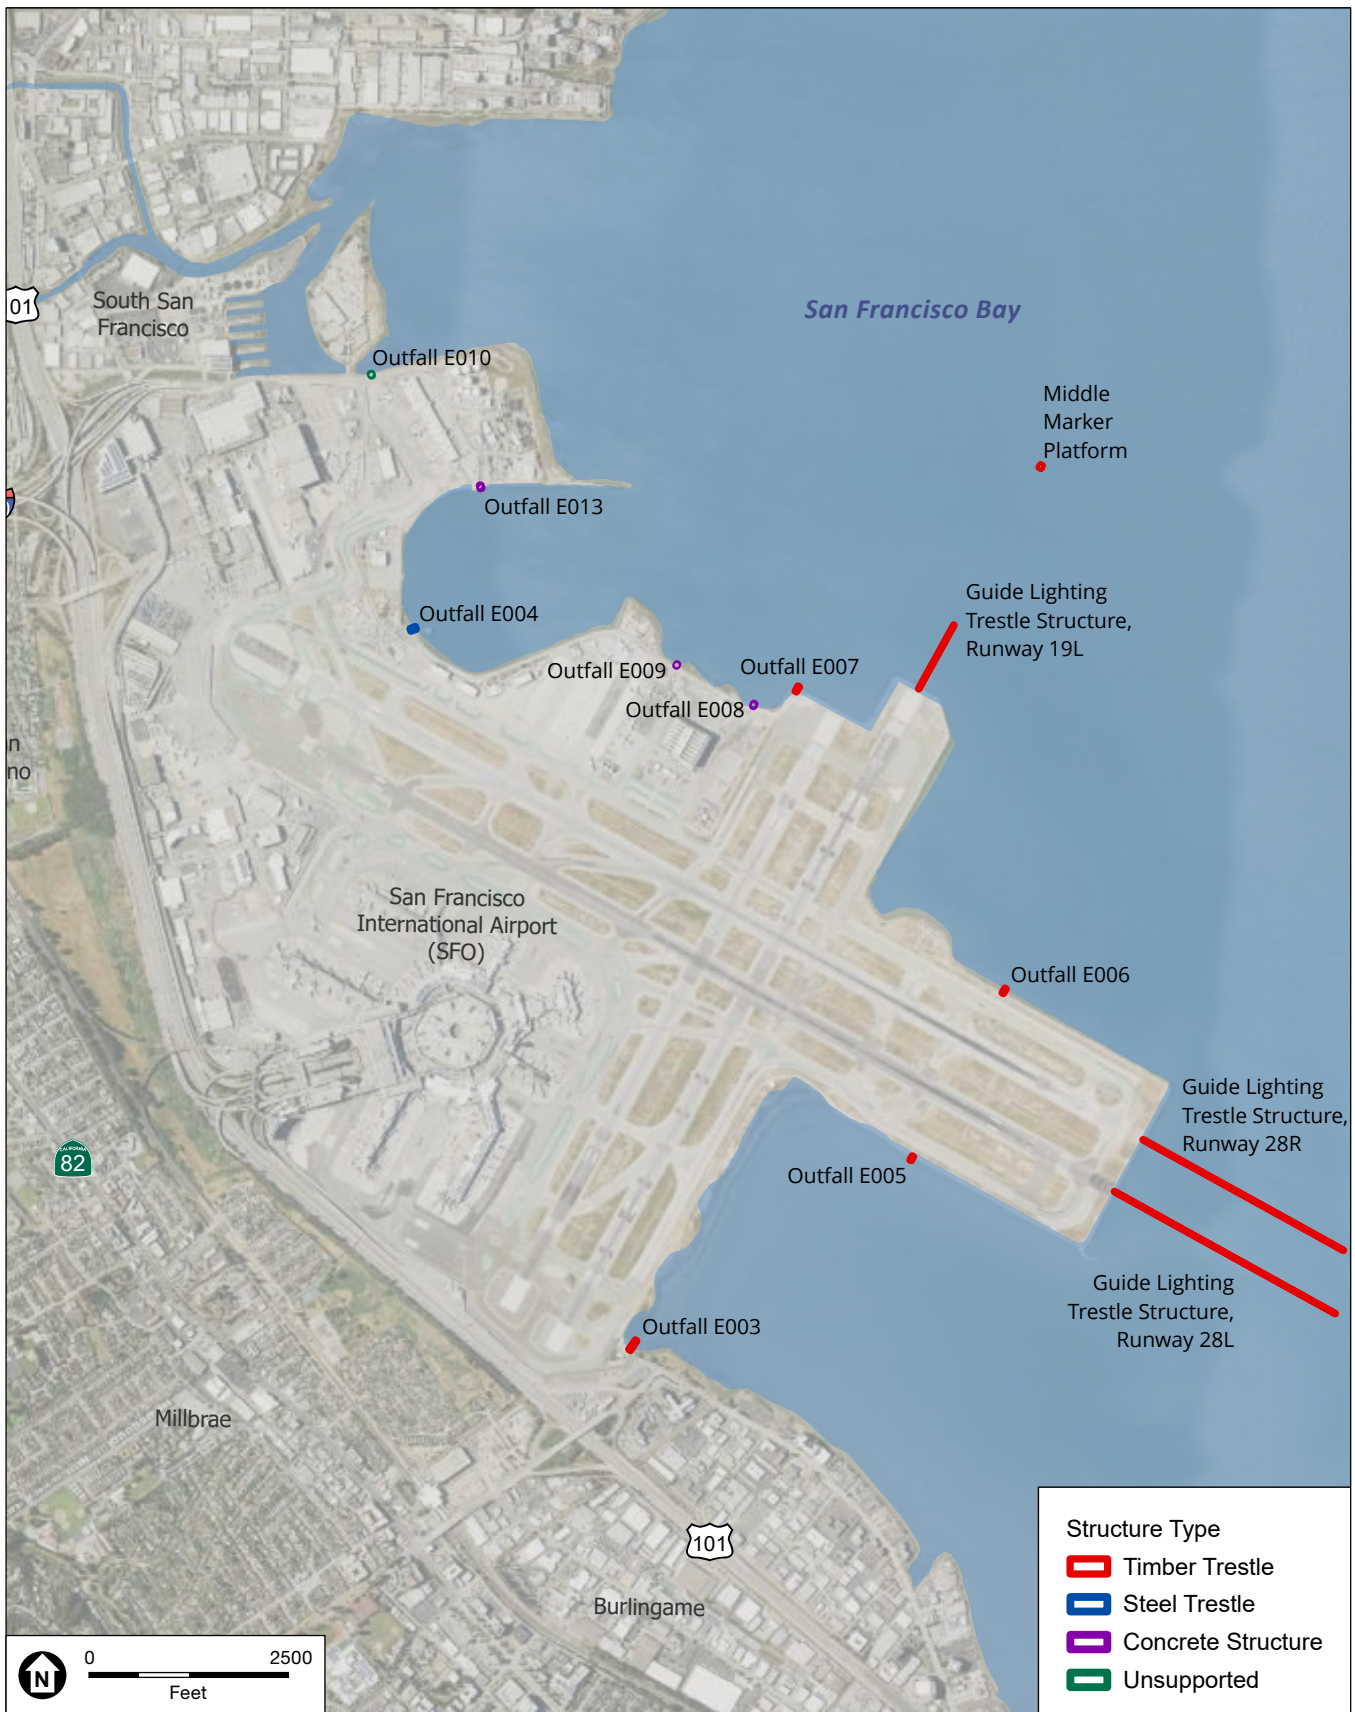 South San
Francisco
01
San Francisco Bay
Outfall E010
Middle
Marker
Platform
Outfall E013
Guide Lighting
Trestle Structure,
Runway 19L
Outfall E004
Outfall E009
Outfall E007
Outfall E008
n
no
San Francisco
International Airport
(SFO)
Outfall E006
Guide Lighting
Trestle Structure,
Runway 28R
CALIFORNIA
82
Outfall E005
Guide Lighting
Trestle Structure,
Runway 28L
Outfall E003
Millbrae
101
Burlingame
Structure Type
Timber Trestle
Steel Trestle
Concrete Structure
Unsupported
N
0 2500
Feet